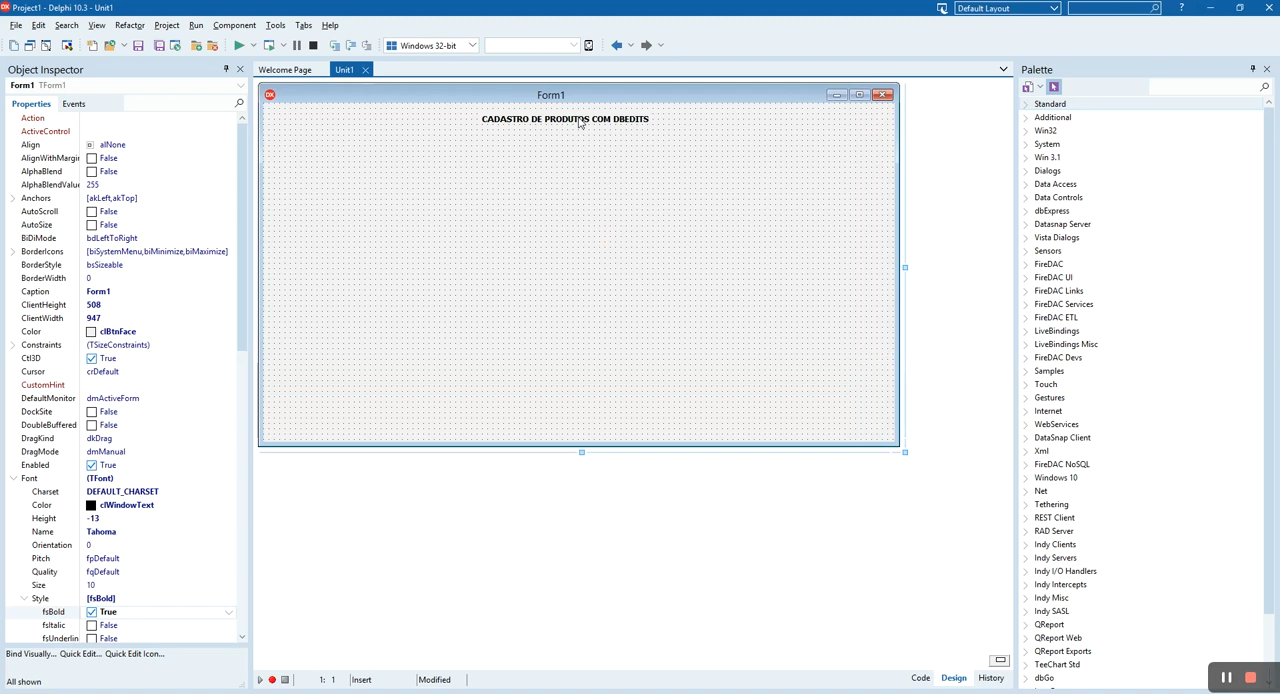 Project1 - Delphi 10.3 - Unit1
Default Layout
?
File Edit Search View Refactor Project Run Component Tools Tabs Help
Windows 32-bit
Object Inspector
Form1 TForm1
Properties Events
Action
ActiveControl
Align alNone
AlignWithMargin False
AlphaBlend False
AlphaBlendValue 255
Anchors [akLeft,akTop]
AutoScroll False
AutoSize False
BiDiMode bdLeftToRight
BorderIcons [biSystemMenu,biMinimize,biMaximize]
BorderStyle bsSizeable
BorderWidth 0
Caption Form1
ClientHeight 508
ClientWidth 947
Color clBtnFace
Constraints (TSizeConstraints)
Ctl3D True
Cursor crDefault
CustomHint
DefaultMonitor dmActiveForm
DockSite False
DoubleBuffered False
DragKind dkDrag
DragMode dmManual
Enabled True
Font (TFont)
Charset DEFAULT_CHARSET
Color clWindowText
Height -13
Name Tahoma
Orientation 0
Pitch fpDefault
Quality fqDefault
Size 10
Style [fsBold]
fsBold True
fsItalic False
fsUnderlin False
Bind Visually... Quick Edit... Quick Edit Icon...
All shown
Welcome Page Unit1
Form1
CADASTRO DE PRODUTOS COM DBEDITS
1: 1 Insert Modified
Code Design History
Palette
Standard
Additional
Win32
System
Win 3.1
Dialogs
Data Access
Data Controls
dbExpress
Datasnap Server
Vista Dialogs
Sensors
FireDAC
FireDAC UI
FireDAC Links
FireDAC Services
FireDAC ETL
LiveBindings
LiveBindings Misc
FireDAC Devs
Samples
Touch
Gestures
Internet
WebServices
DataSnap Client
Xml
FireDAC NoSQL
Windows 10
Net
Tethering
REST Client
RAD Server
Indy Clients
Indy Servers
Indy I/O Handlers
Indy Intercepts
Indy Misc
Indy SASL
QReport
QReport Web
QReport Exports
TeeChart Std
dbGo